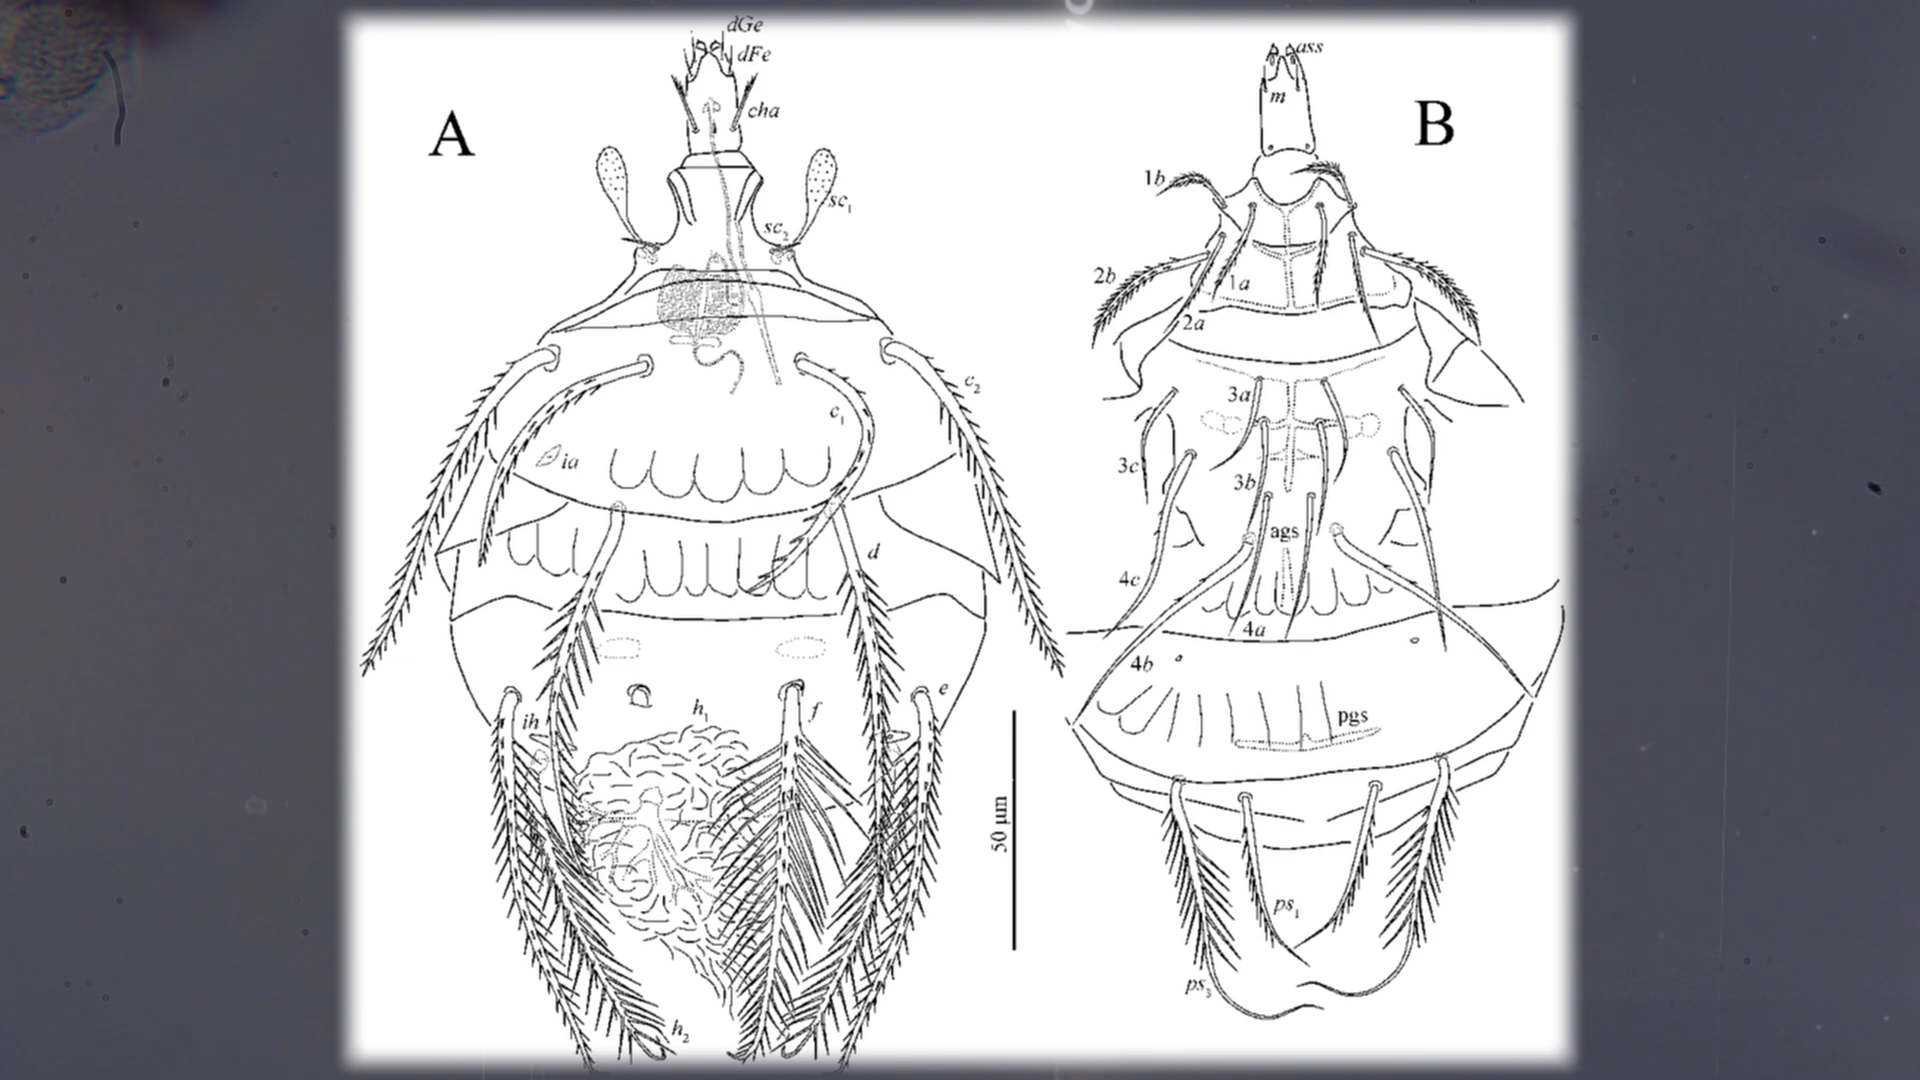 dGe
dFe
cha
A
sc1
sc2
c2
c1
ia
d
e
ih
h1
f
h2
50 µm
ass
m
B
1b
2b
1a
2a
3a
3c
3b
ags
4c
4a
4b
pgs
ps1
ps3